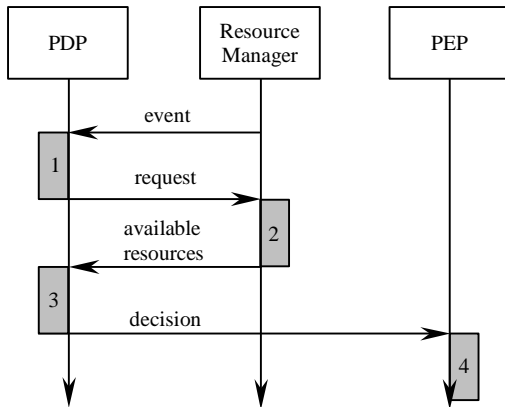 PDP
Resource
Manager
PEP
event
1
request
2
available
resources
3
decision
4